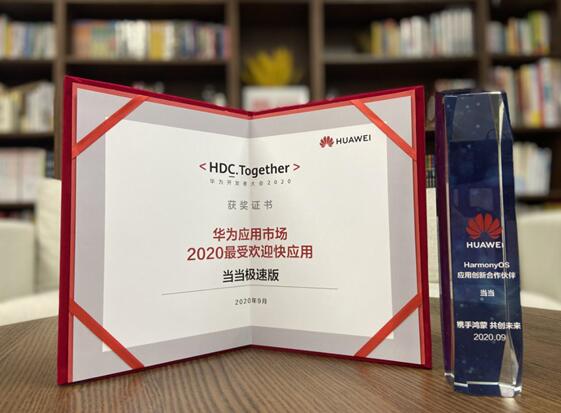 HUAWEI
<HDC.Together>
华为开发者大会2020
获奖证书
华为应用市场
2020最受欢迎快应用
当当极速版
2020年9月
HUAWEI
HarmonyOS
应用创新合作伙伴
当当
携手鸿蒙 共创未来
2020.09